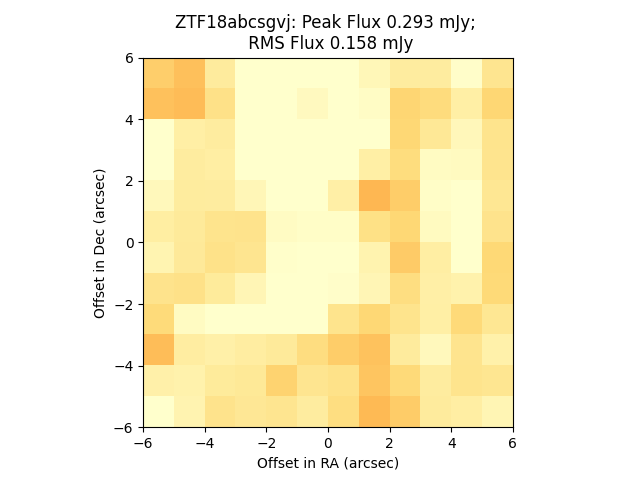 ZTF18abcsgvj: Peak Flux 0.293 mJy;
RMS Flux 0.158 mJy
6
4
2
0
−2
−4
−6
Offset in Dec (arcsec)
−6 −4 −2 0 2 4 6
Offset in RA (arcsec)